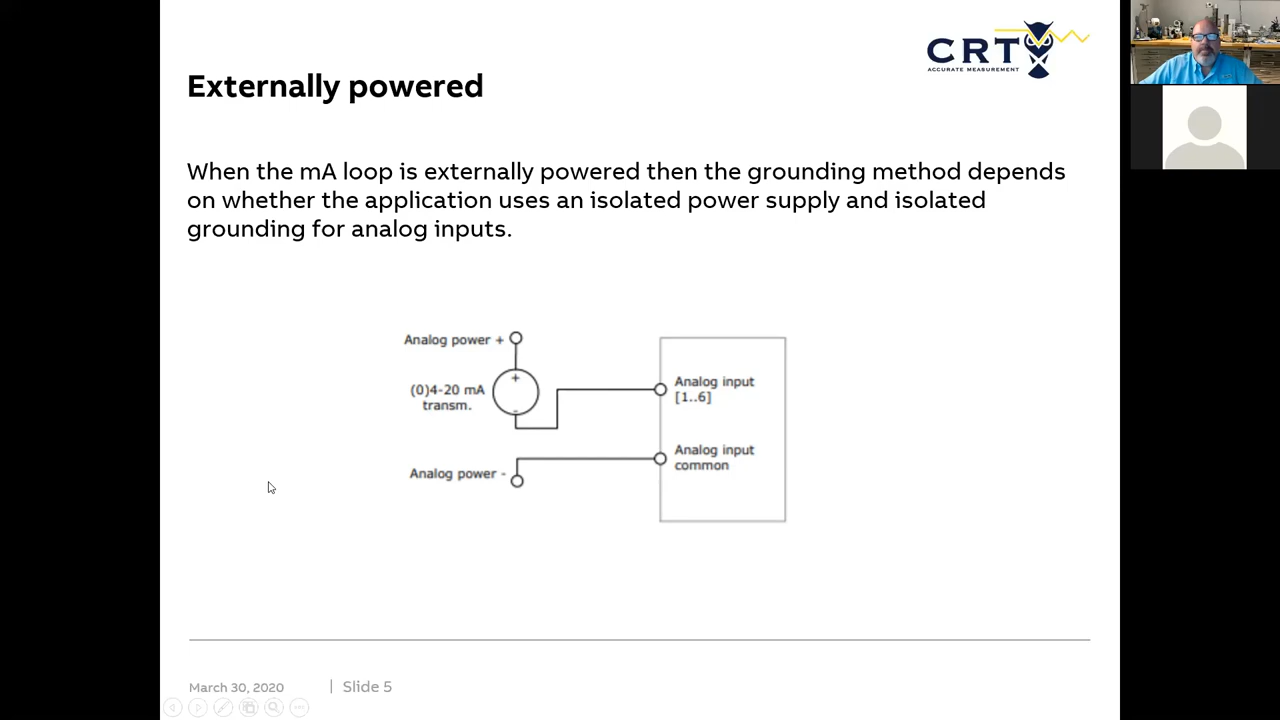 CRT
ACCURATE MEASUREMENT
Externally powered
When the mA loop is externally powered then the grounding method depends
on whether the application uses an isolated power supply and isolated
grounding for analog inputs.
Analog power +
+
(0)4-20 mA
transm.
-
Analog input
[1..6]
Analog input
common
Analog power -
March 30, 2020 | Slide 5